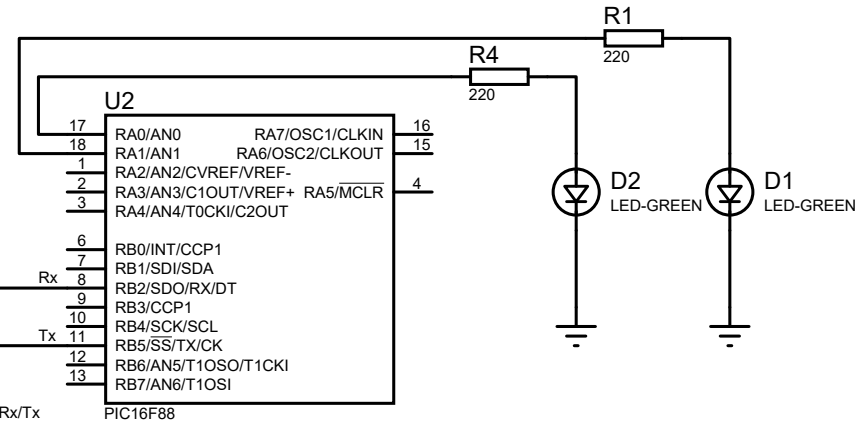 R1
220
R4
220
U2
17 RA0/AN0 RA7/OSC1/CLKIN 16
18 RA1/AN1 RA6/OSC2/CLKOUT 15
1 RA2/AN2/CVREF/VREF-
2 RA3/AN3/C1OUT/VREF+ RA5/MCLR 4
3 RA4/AN4/T0CKI/C2OUT
6 RB0/INT/CCP1
7 RB1/SDI/SDA
Rx 8 RB2/SDO/RX/DT
9 RB3/CCP1
10 RB4/SCK/SCL
Tx 11 RB5/SS/TX/CK
12 RB6/AN5/T1OSO/T1CKI
13 RB7/AN6/T1OSI
Rx/Tx
PIC16F88
D2
LED-GREEN
D1
LED-GREEN